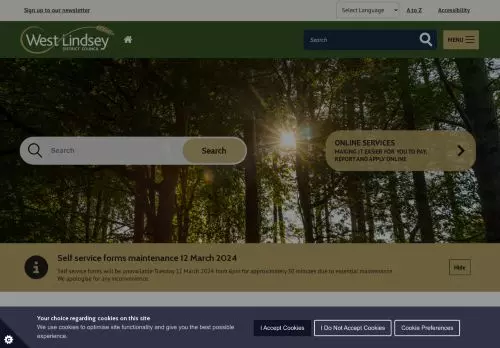 Sign up to our newsletter
Select Language
A to Z
Accessibility
West Lindsey
DISTRICT COUNCIL
Search
MENU
Search
Search
ONLINE SERVICES
MAKING IT EASIER FOR YOU TO PAY,
REPORT AND APPLY ONLINE
Self service forms maintenance 12 March 2024
Self service forms will be unavailable Tuesday 12 March 2024 from 6pm for approximately 30 minutes due to essential maintenance.
We apologise for any inconvenience.
Hide
Your choice regarding cookies on this site
We use cookies to optimise site functionality and give you the best possible
experience.
I Accept Cookies
I Do Not Accept Cookies
Cookie Preferences